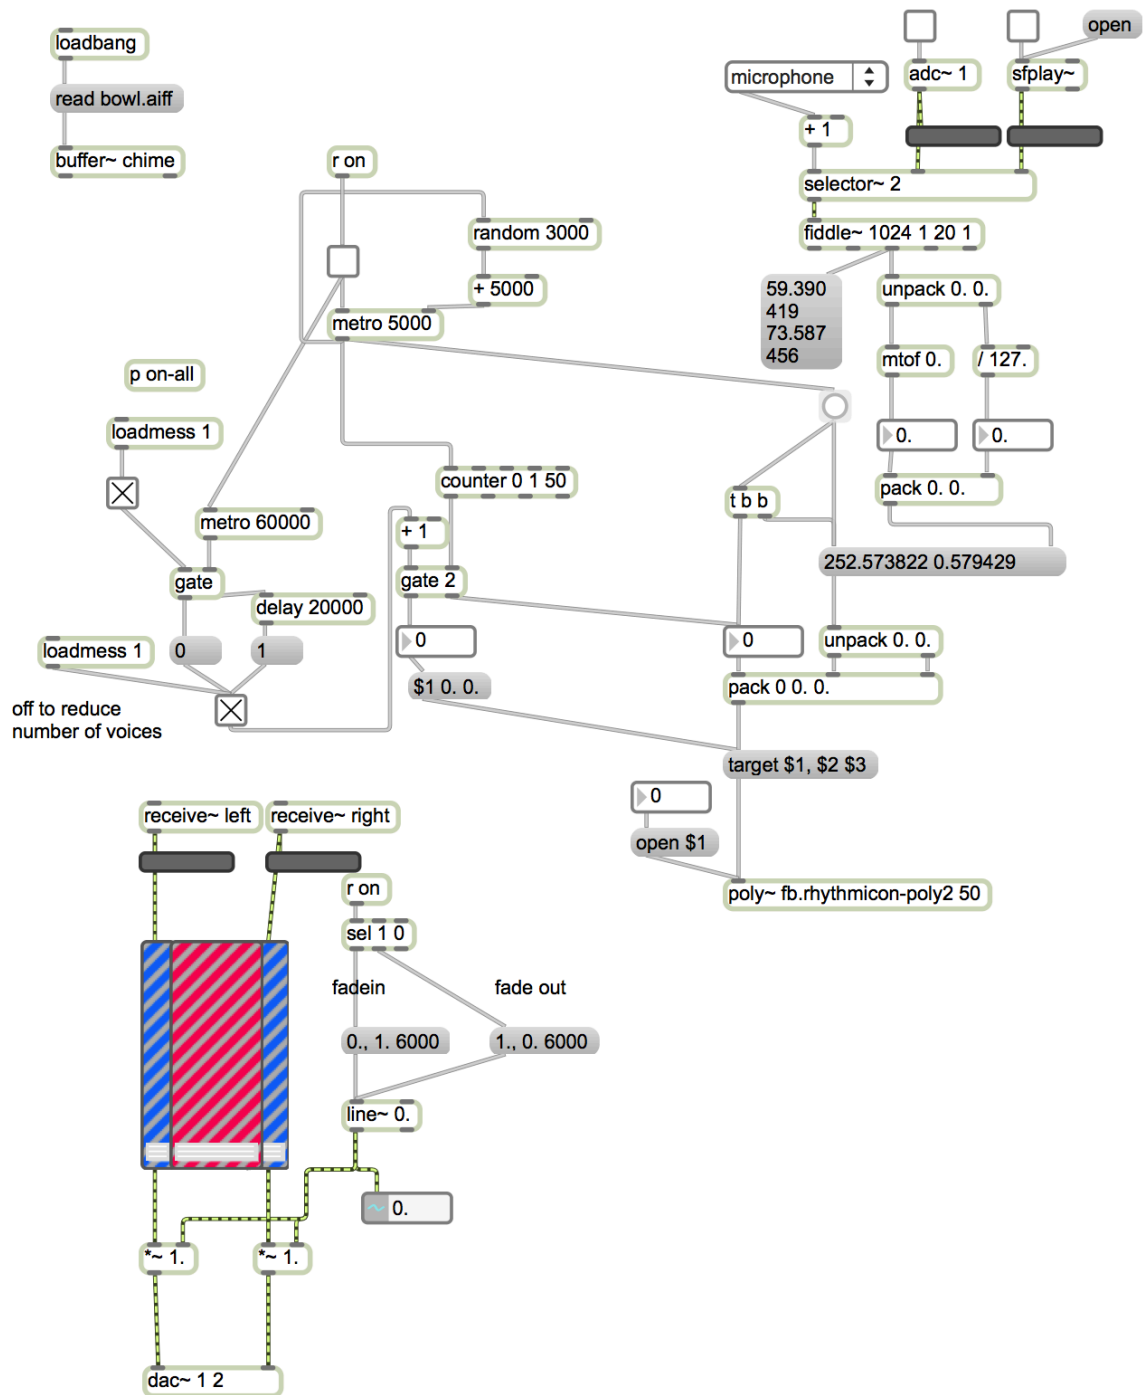 open
loadbang
microphone
adc~ 1
sfplay~
read bowl.aiff
+ 1
buffer~ chime
r on
selector~ 2
random 3000
fiddle~ 1024 1 20 1
+ 5000
59.390
419
73.587
456
unpack 0. 0.
metro 5000
mtof 0.
/ 127.
p on-all
loadmess 1
0.
0.
counter 0 1 50
t b b
pack 0. 0.
metro 60000
+ 1
252.573822 0.579429
gate
gate 2
delay 20000
loadmess 1
0
1
0
0
unpack 0. 0.
$1 0. 0.
pack 0 0. 0.
off to reduce
number of voices
target $1, $2 $3
0
receive~ left
receive~ right
open $1
r on
poly~ fb.rhythmicon-poly2 50
sel 1 0
fadein
fade out
0., 1. 6000
1., 0. 6000
line~ 0.
~
0.
*~ 1.
*~ 1.
dac~ 1 2